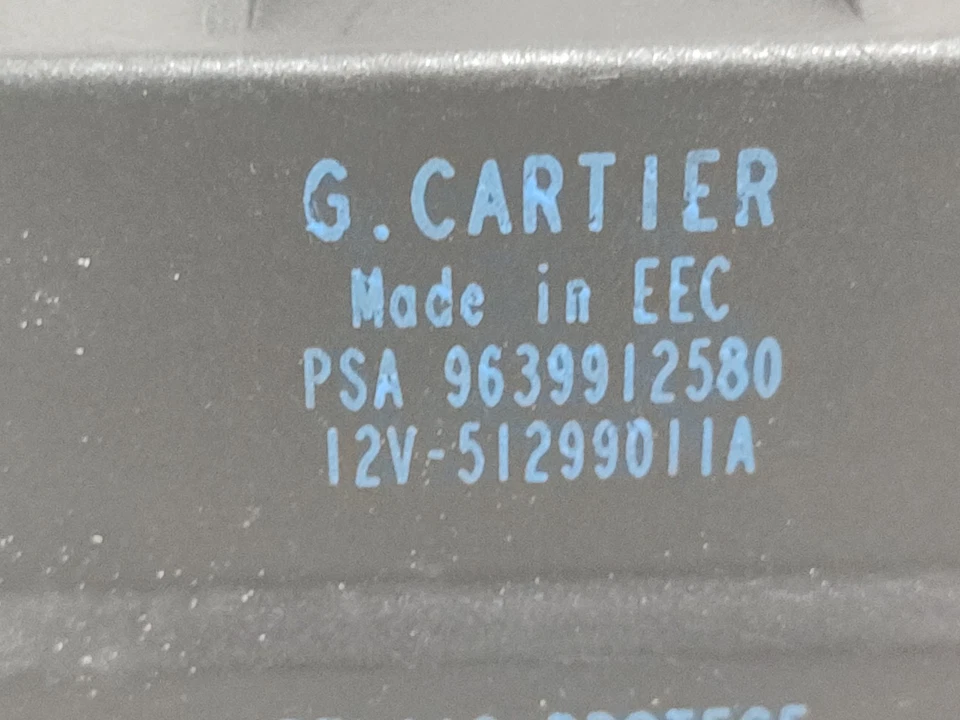 G.CARTIER
Made in EEC
PSA 9639912580
12V-51299011A